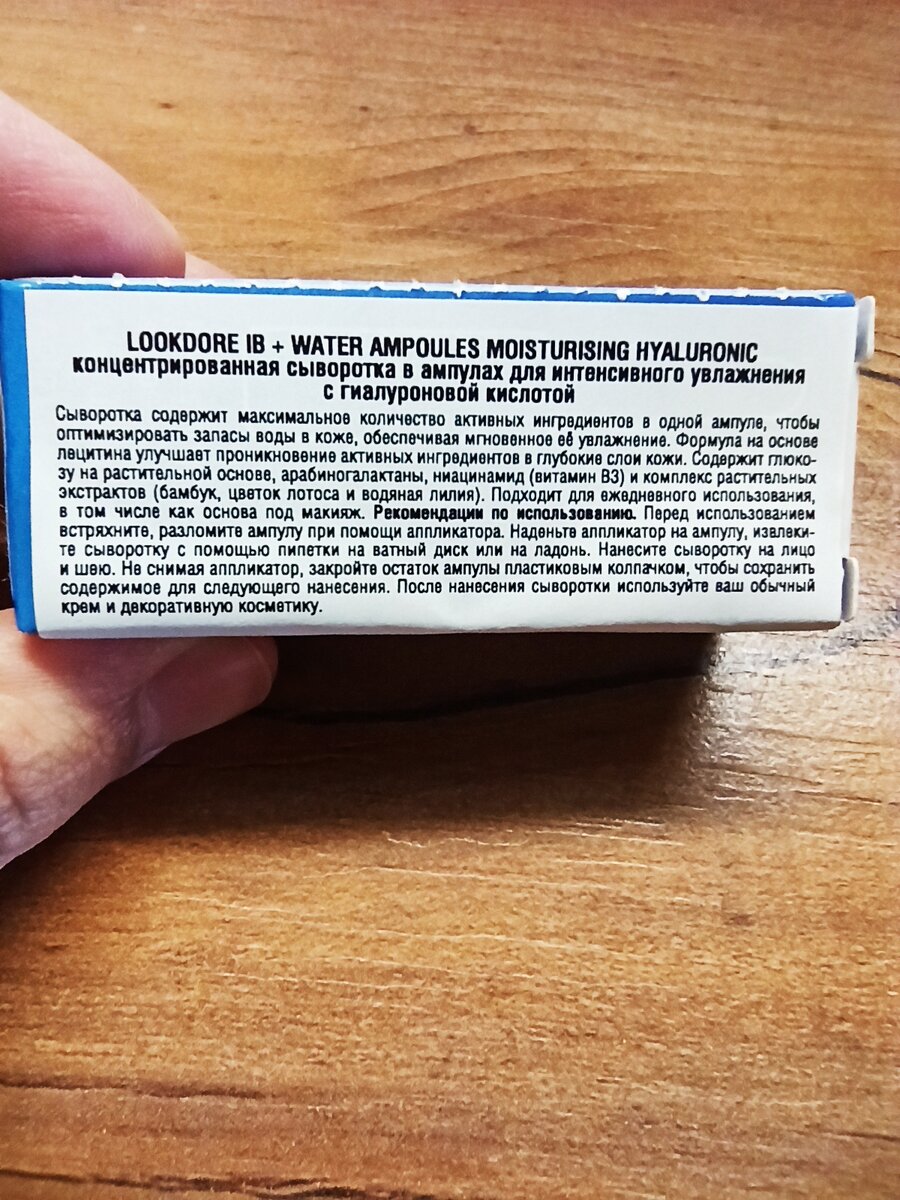 LOOKDORE IB + WATER AMPOULES MOISTURISING HYALURONIC
концентрированная сыворотка в ампулах для интенсивного увлажнения
с гиалуроновой кислотой
Сыворотка содержит максимальное количество активных ингредиентов в одной ампуле, чтобы
оптимизировать запасы воды в коже, обеспечивая мгновенное её увлажнение. Формула на основе
лецитина улучшает проникновение активных ингредиентов в глубокие слои кожи. Содержит глюко-
зу на растительной основе, арабиногалактаны, ниацинамид (витамин В3) и комплекс растительных
экстрактов (бамбук, цветок лотоса и водяная лилия). Подходит для ежедневного использования,
в том числе как основа под макияж. Рекомендации по использованию. Перед использованием
встряхните, разломите ампулу при помощи аппликатора. Наденьте аппликатор на ампулу, извлеки-
те сыворотку с помощью пипетки на ватный диск или на ладонь. Нанесите сыворотку на лицо
и шею. Не снимая аппликатор, закройте остаток ампулы пластиковым колпачком, чтобы сохранить
содержимое для следующего нанесения. После нанесения сыворотки используйте ваш обычный
крем и декоративную косметику.